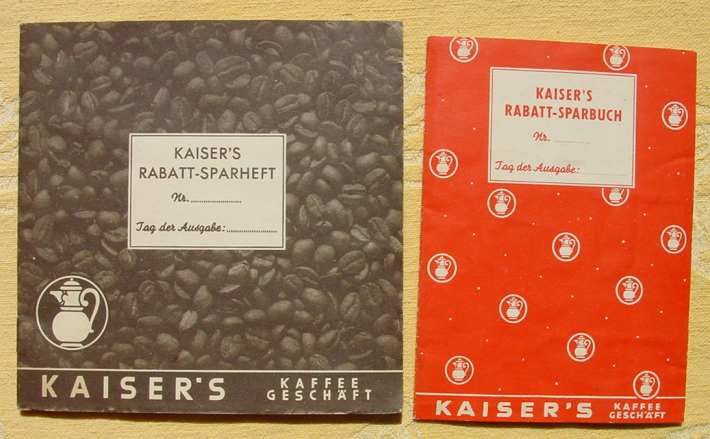 KAISER'S
RABATT-SPARHEFT
Nr.
Tag der Ausgabe:
KAISER'S
KAFFEE
GESCHÄFT
KAISER'S
RABATT-SPARBUCH
Nr.
Tag der Ausgabe:
KAISER'S
KAFFEE
GESCHÄFT